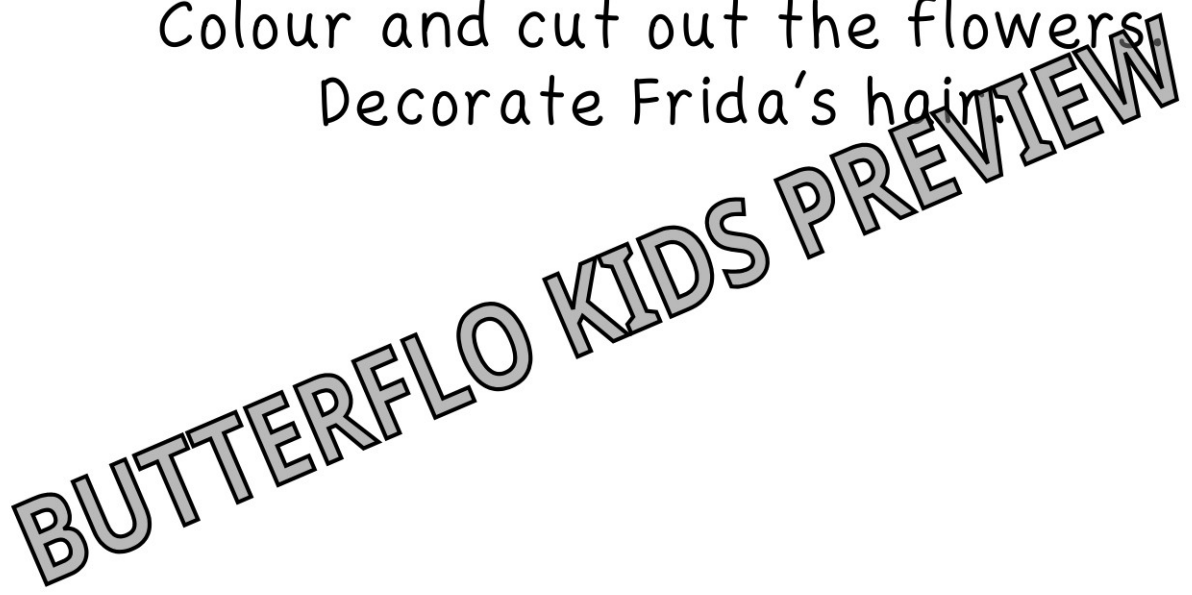 Colour and cut out the flowers.
Decorate Frida's hair.
BUTTERFLO KIDS PREVIEW